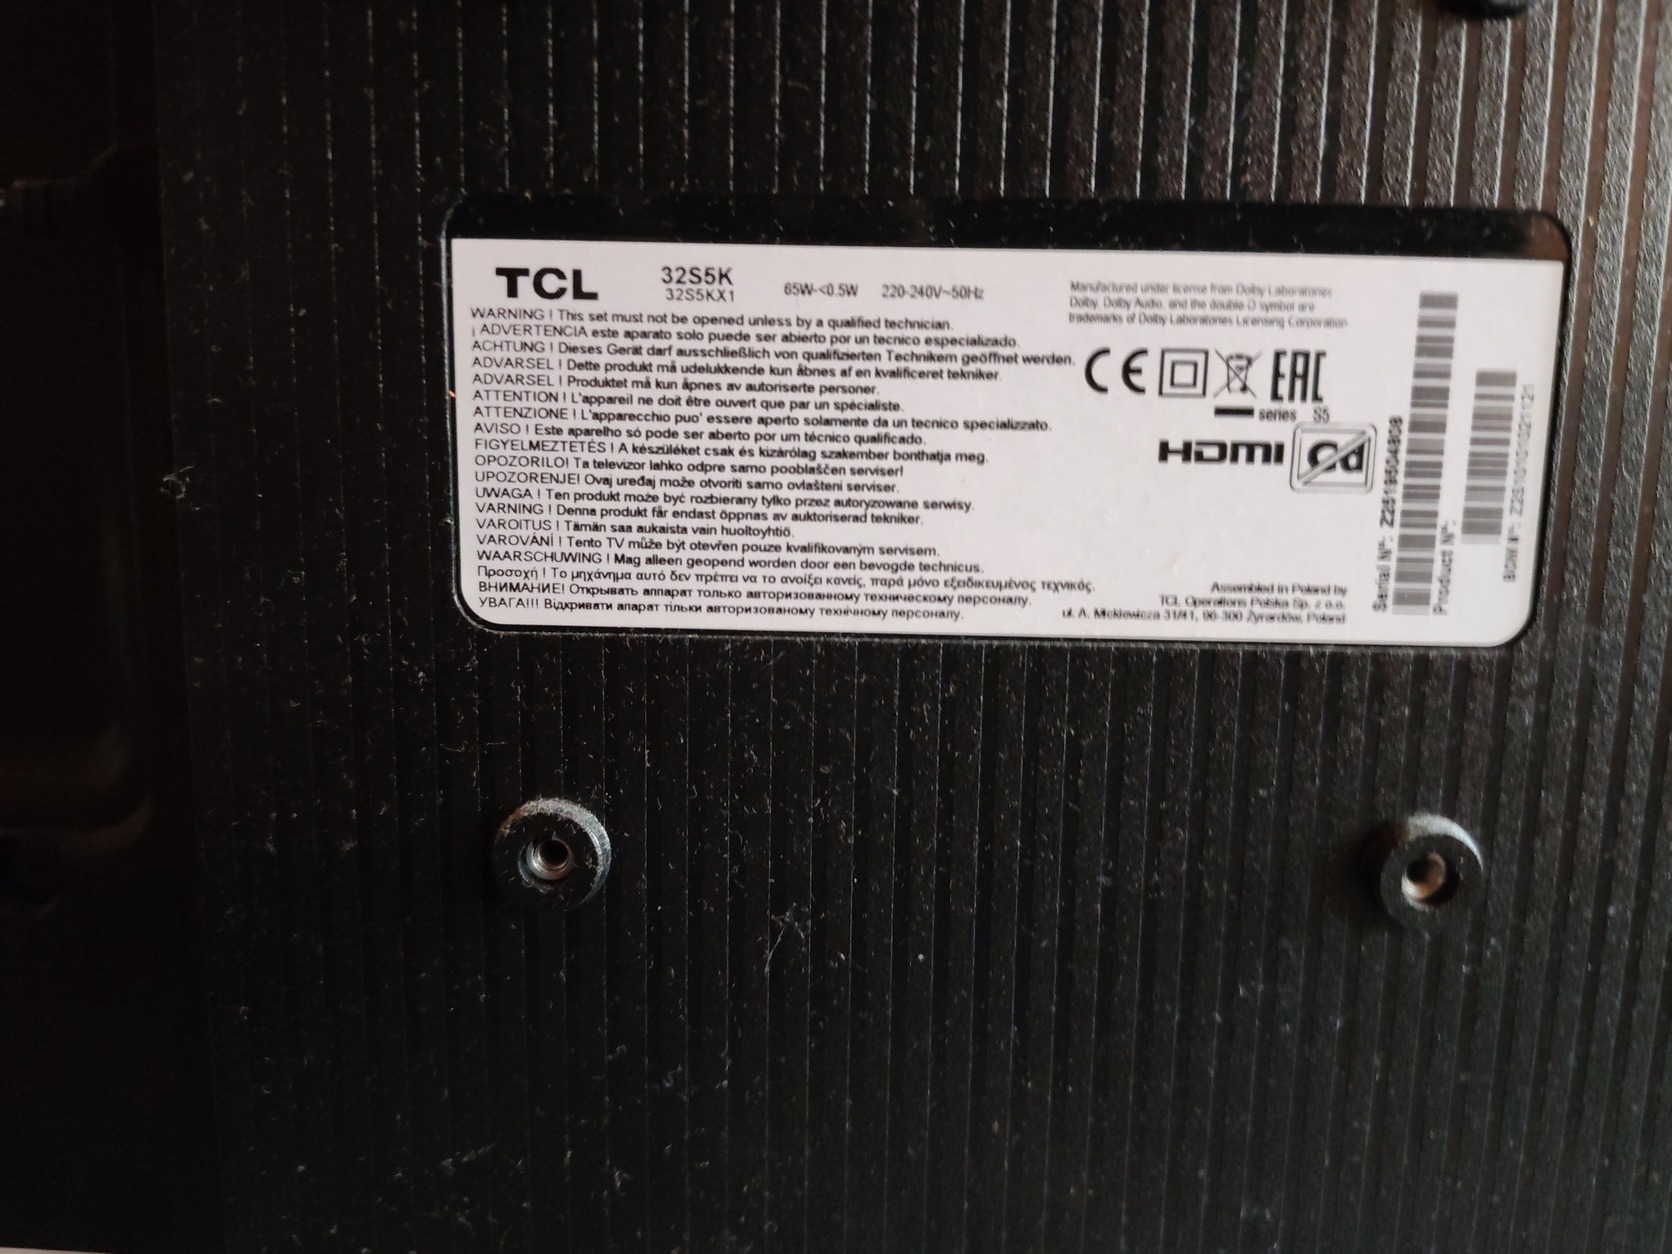 TCL
32S5K
32S5KX1
65W-<0.5W
220-240V~50Hz
Manufactured under license from Dolby Laboratories
Dolby, Dolby Audio, and the double-D symbol are
trademarks of Dolby Laboratories Licensing Corporation
WARNING ! This set must not be opened unless by a qualified technician.
¡ ADVERTENCIA este aparato solo puede ser abierto por un tecnico especializado.
ACHTUNG ! Dieses Gerät darf ausschließlich von qualifizierten Technikern geöffnet werden.
ADVARSEL ! Dette produkt må udelukkende kun åbnes af en kvalificeret tekniker.
ADVARSEL ! Produktet må kun åpnes av autoriserte personer.
ATTENTION ! L'appareil ne doit être ouvert que par un spécialiste.
ATTENZIONE ! L'apparecchio puo' essere aperto solamente da un tecnico specializzato.
AVISO ! Este aparelho só pode ser aberto por um técnico qualificado.
FIGYELMEZTETÉS ! A készüléket csak és kizárólag szakember bonthatja meg.
OPOZORILO! Ta televizor lahko odpre samo pooblaščen serviser!
UPOZORENJE! Ovaj uređaj može otvoriti samo ovlašteni serviser.
UWAGA ! Ten produkt może być rozbierany tylko przez autoryzowane serwisy.
VARNING ! Denna produkt får endast öppnas av auktoriserad tekniker.
VAROITUS ! Tämän saa aukaista vain huoltoyhtiö.
VAROVÁNÍ ! Tento TV může být otevřen pouze kvalifikovaným servisem.
WAARSCHUWING ! Mag alleen geopend worden door een bevogde technicus.
Προσοχή ! Το μηχάνημα αυτό δεν πρέπει να το ανοίξει κανείς, παρά μόνο εξειδικευμένος τεχνικός.
ВНИМАНИЕ! Открывать аппарат только авторизованному техническому персоналу.
УВАГА!!! Відкривати апарат тільки авторизованому технічному персоналу.
CE
EAC
series S5
HDMI
Cd
Assembled in Poland by
TCL Operations Polska Sp. z o.o.
ul. A. Mickiewicza 31/41, 96-300 Żyrardów, Poland
Serial N°:
Product N°:
BOM N°: